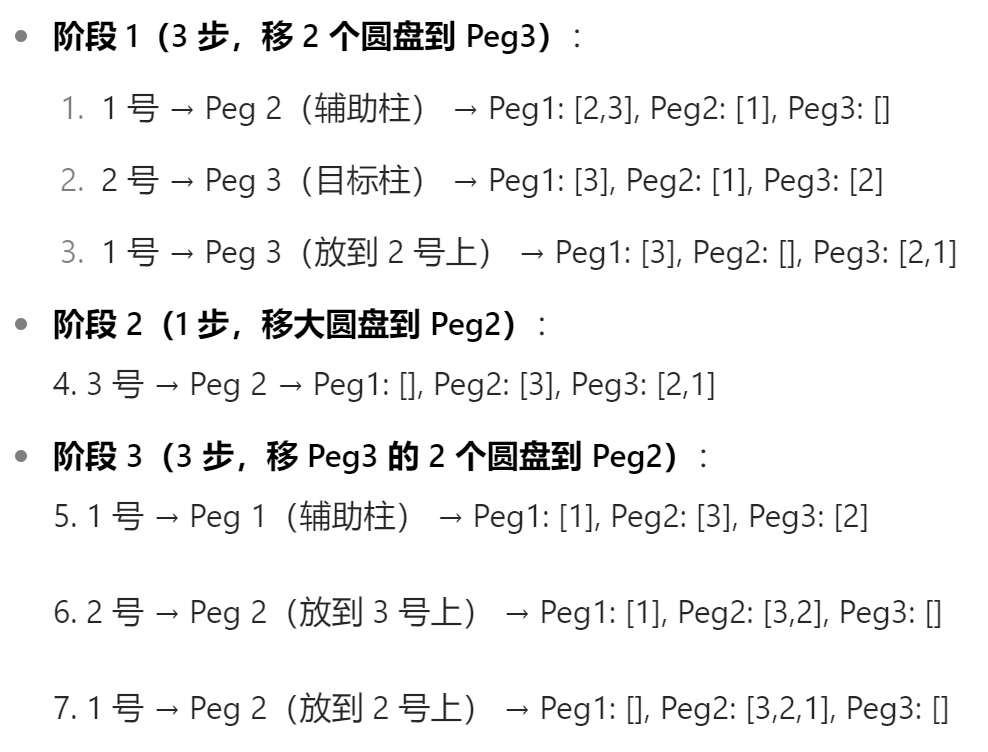 • 阶段 1（3 步，移 2 个圆盘到 Peg3）：
1. 1 号 → Peg 2（辅助柱） → Peg1: [2,3], Peg2: [1], Peg3: []
2. 2 号 → Peg 3（目标柱） → Peg1: [3], Peg2: [1], Peg3: [2]
3. 1 号 → Peg 3（放到 2 号上） → Peg1: [3], Peg2: [], Peg3: [2,1]
• 阶段 2（1 步，移大圆盘到 Peg2）：
4. 3 号 → Peg 2 → Peg1: [], Peg2: [3], Peg3: [2,1]
• 阶段 3（3 步，移 Peg3 的 2 个圆盘到 Peg2）：
5. 1 号 → Peg 1（辅助柱） → Peg1: [1], Peg2: [3], Peg3: [2]
6. 2 号 → Peg 2（放到 3 号上） → Peg1: [1], Peg2: [3,2], Peg3: []
7. 1 号 → Peg 2（放到 2 号上） → Peg1: [], Peg2: [3,2,1], Peg3: []